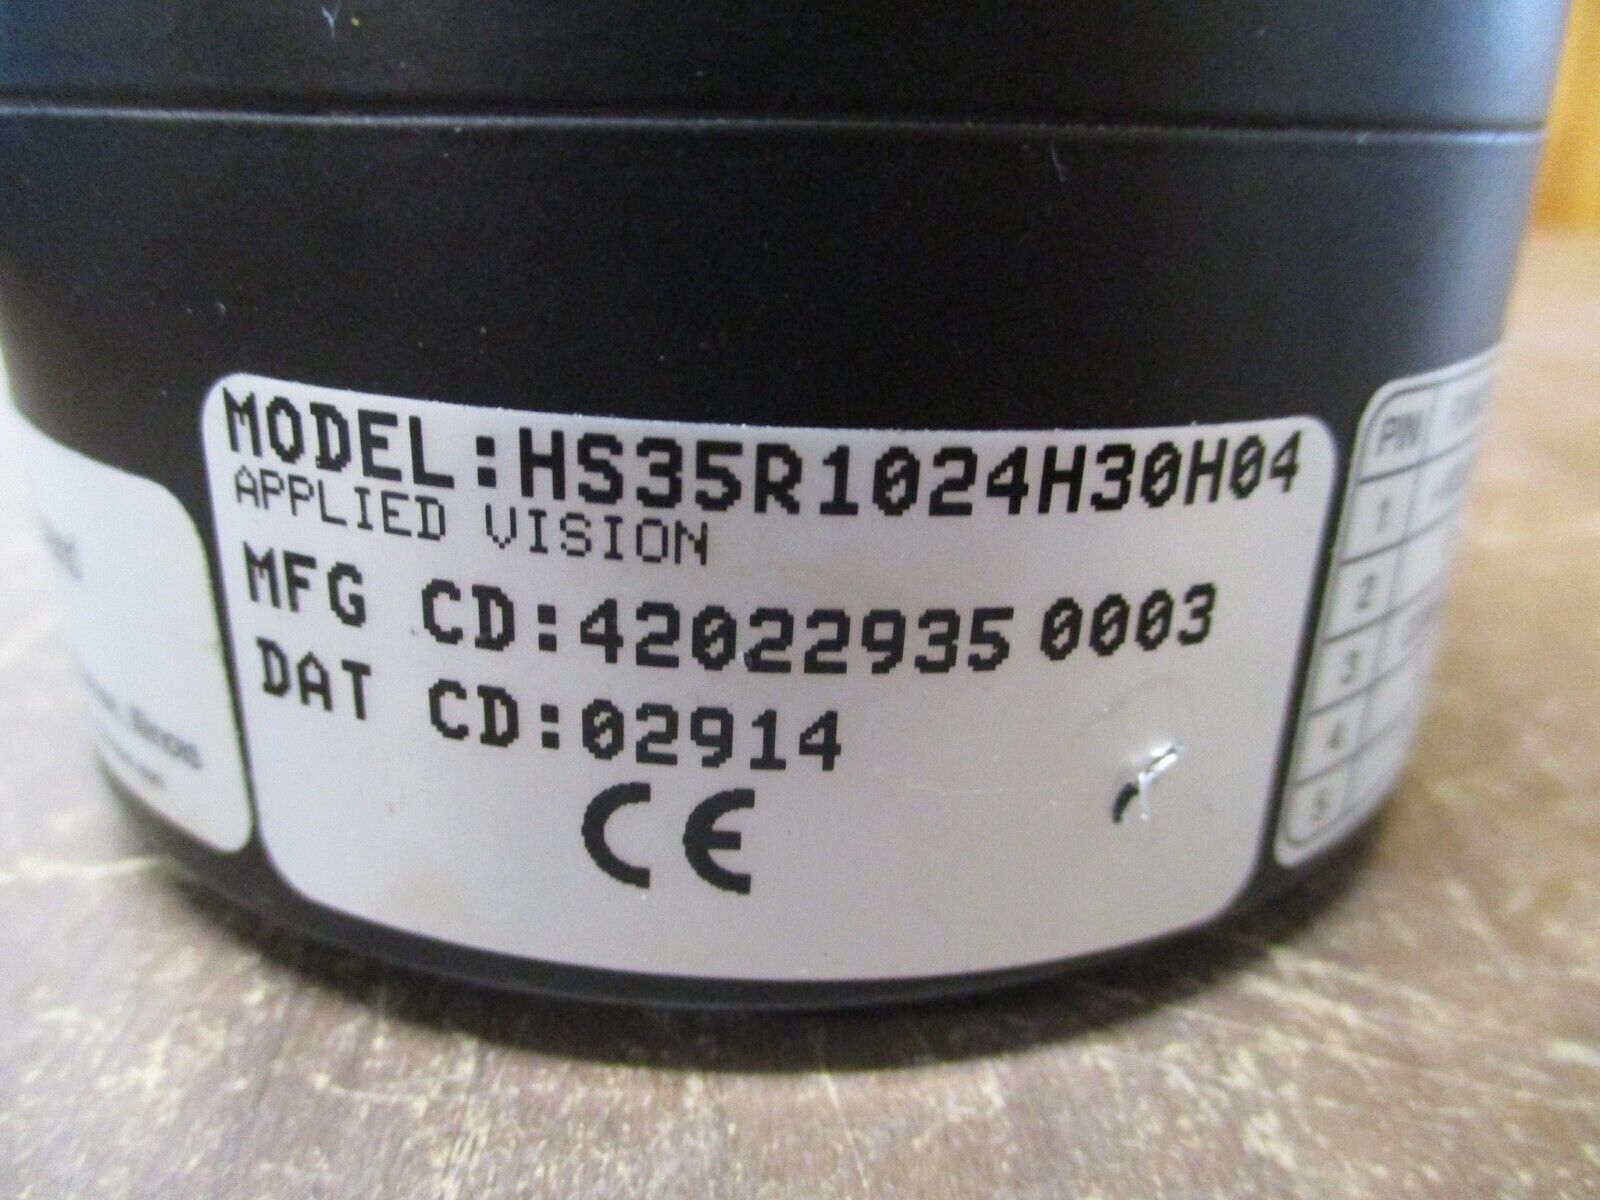 MODEL:HS35R1024H30H04
APPLIED VISION
MFG CD:42022935 0003
DAT CD:02914
CE
PIN
1
2
3
4
5